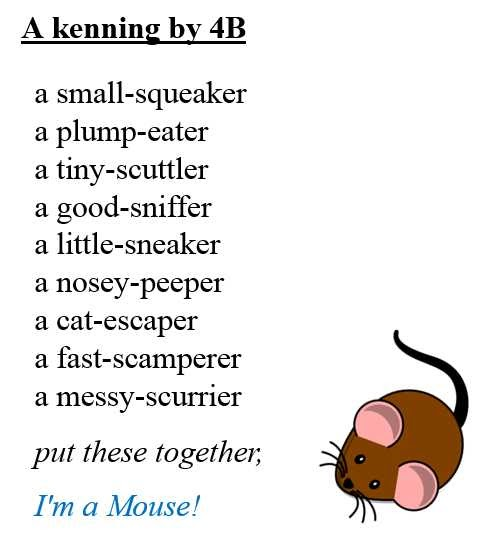 A kenning by 4B
a small-squeaker
a plump-eater
a tiny-scuttler
a good-sniffer
a little-sneaker
a nosey-peeper
a cat-escaper
a fast-scamperer
a messy-scurrier
put these together,
I'm a Mouse!